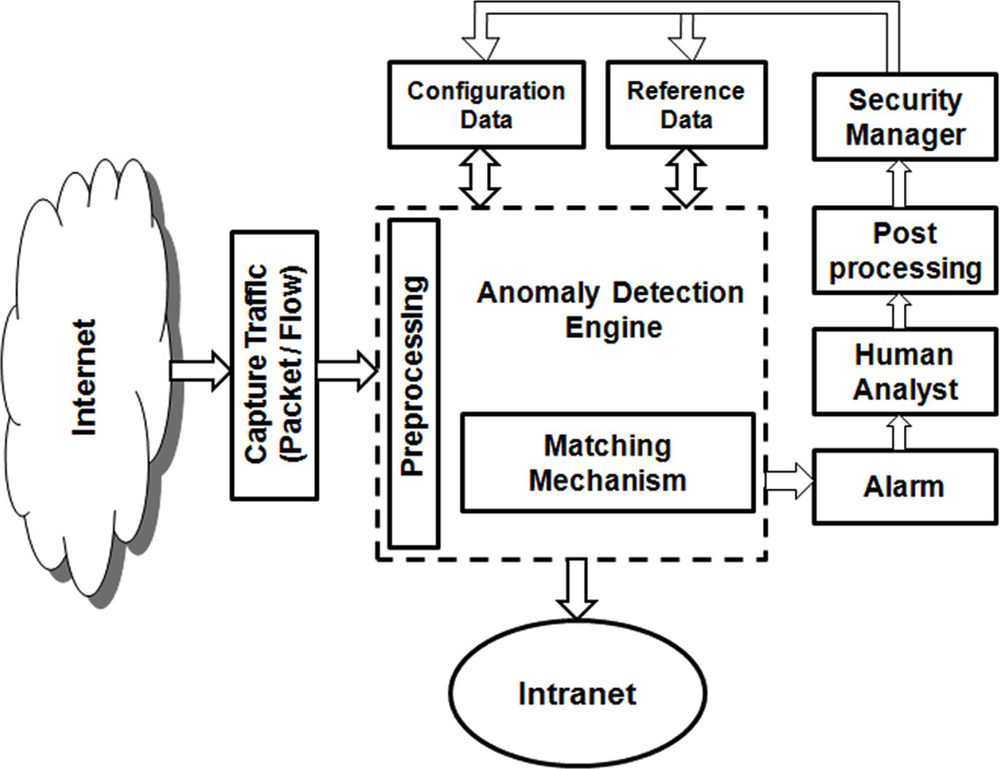 Configuration
Data
Reference
Data
Security
Manager
Internet
Capture Traffic
(Packet / Flow)
Preprocessing
Anomaly Detection
Engine
Post
processing
Human
Analyst
Matching
Mechanism
Alarm
Intranet